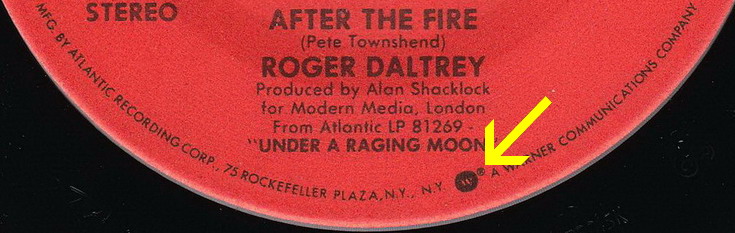 STEREO
AFTER THE FIRE
(Pete Townshend)
ROGER DALTREY
Produced by Alan Shacklock
for Modern Media, London
From Atlantic LP 81269 -
"UNDER A RAGING MOON"
MFG. BY ATLANTIC RECORDING CORP., 75 ROCKEFELLER PLAZA, N.Y., N.Y. ® A WARNER COMMUNICATIONS COMPANY